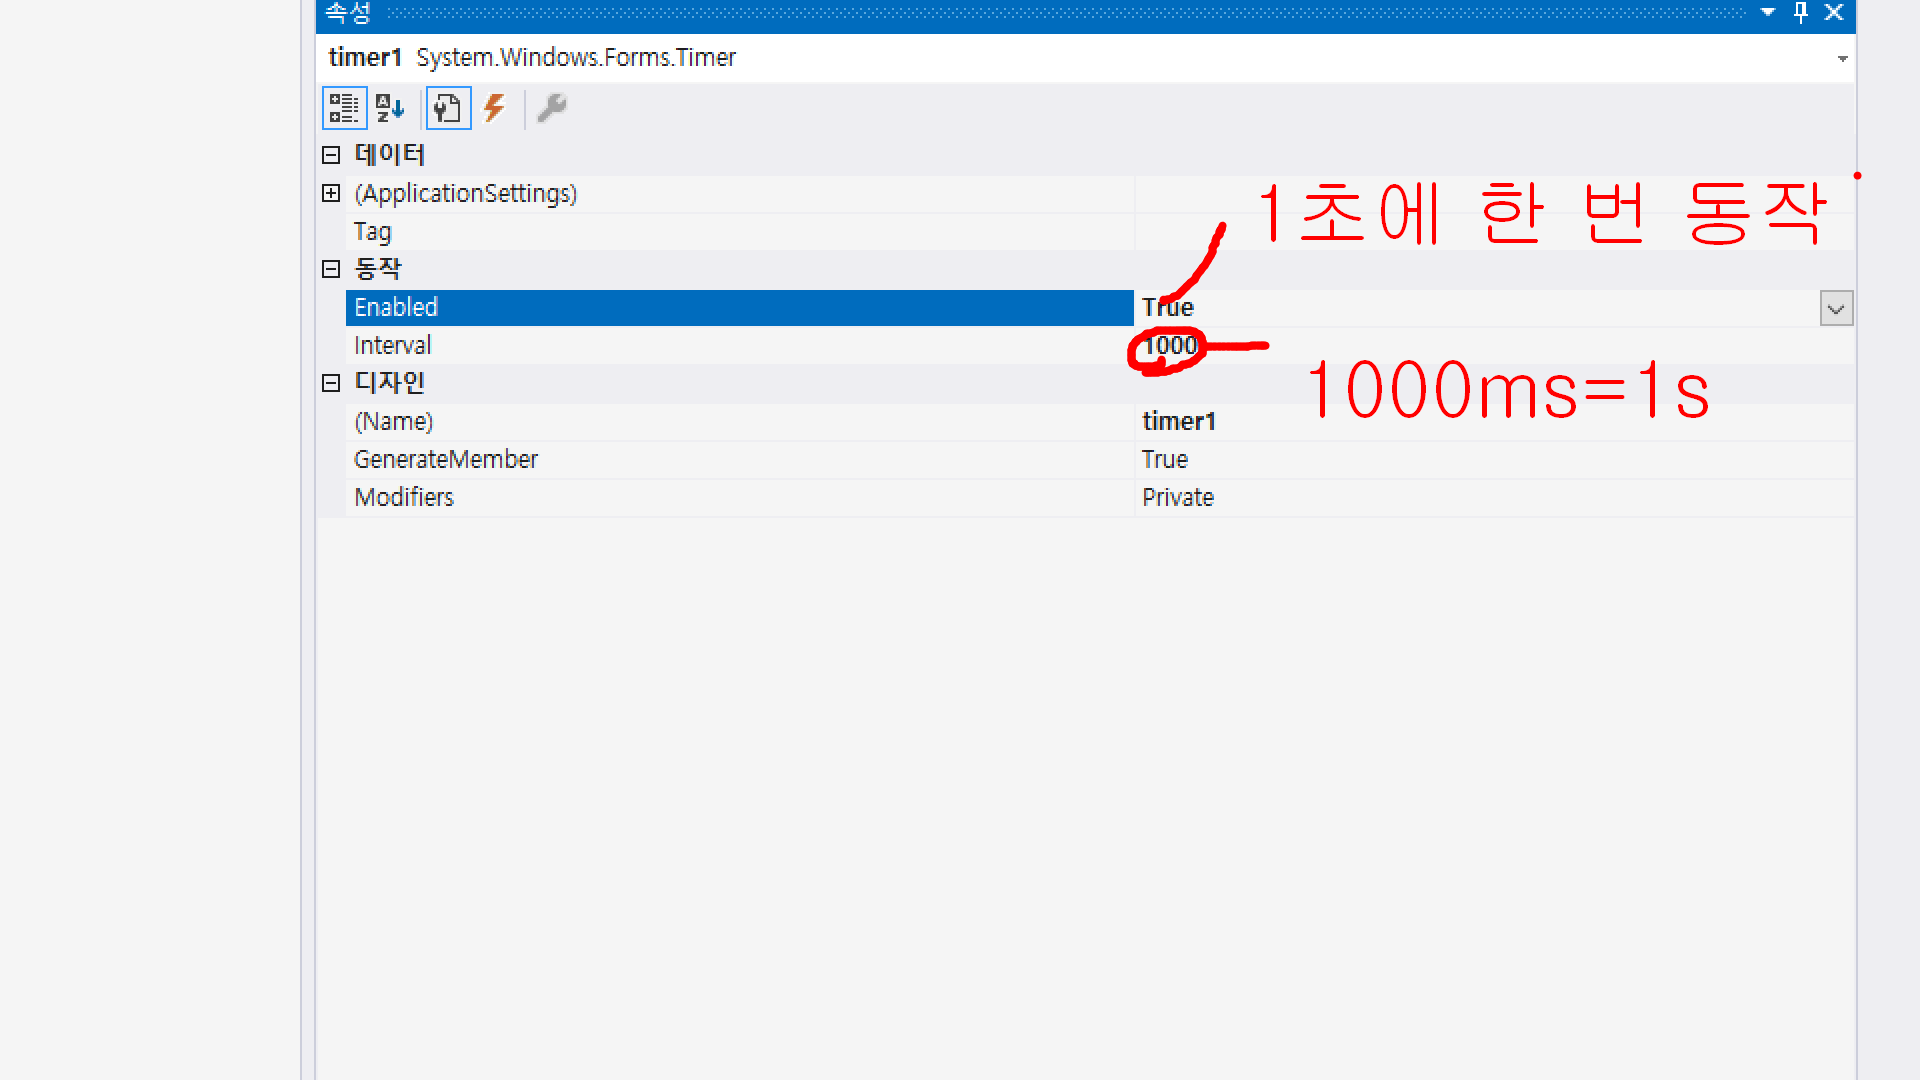 속성
timer1 System.Windows.Forms.Timer
데이터
(ApplicationSettings)
1초에 한 번 동작
Tag
동작
Enabled True
Interval 1000
1000ms=1s
디자인
(Name) timer1
GenerateMember True
Modifiers Private